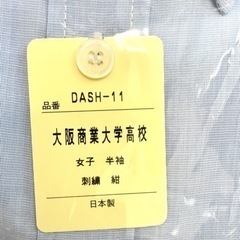 品番 DASH-11
大阪商業大学高校
女子 半袖
刺繍 紺
日本製